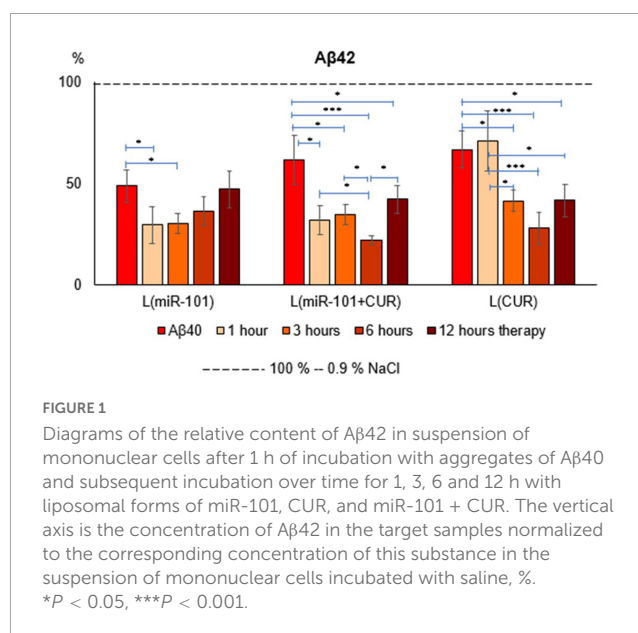 Aβ42
%
100
* *
*** ***
* *
* * *
* * ***
50 * * * *
0
L(miR-101) L(miR-101+CUR) L(CUR)
Aβ40 1 hour 3 hours 6 hours 12 hours therapy
------- 100 % -- 0.9 % NaCl
FIGURE 1
Diagrams of the relative content of Aβ42 in suspension of
mononuclear cells after 1 h of incubation with aggregates of Aβ40
and subsequent incubation over time for 1, 3, 6 and 12 h with
liposomal forms of miR-101, CUR, and miR-101 + CUR. The vertical
axis is the concentration of Aβ42 in the target samples normalized
to the corresponding concentration of this substance in the
suspension of mononuclear cells incubated with saline, %.
*P < 0.05, ***P < 0.001.